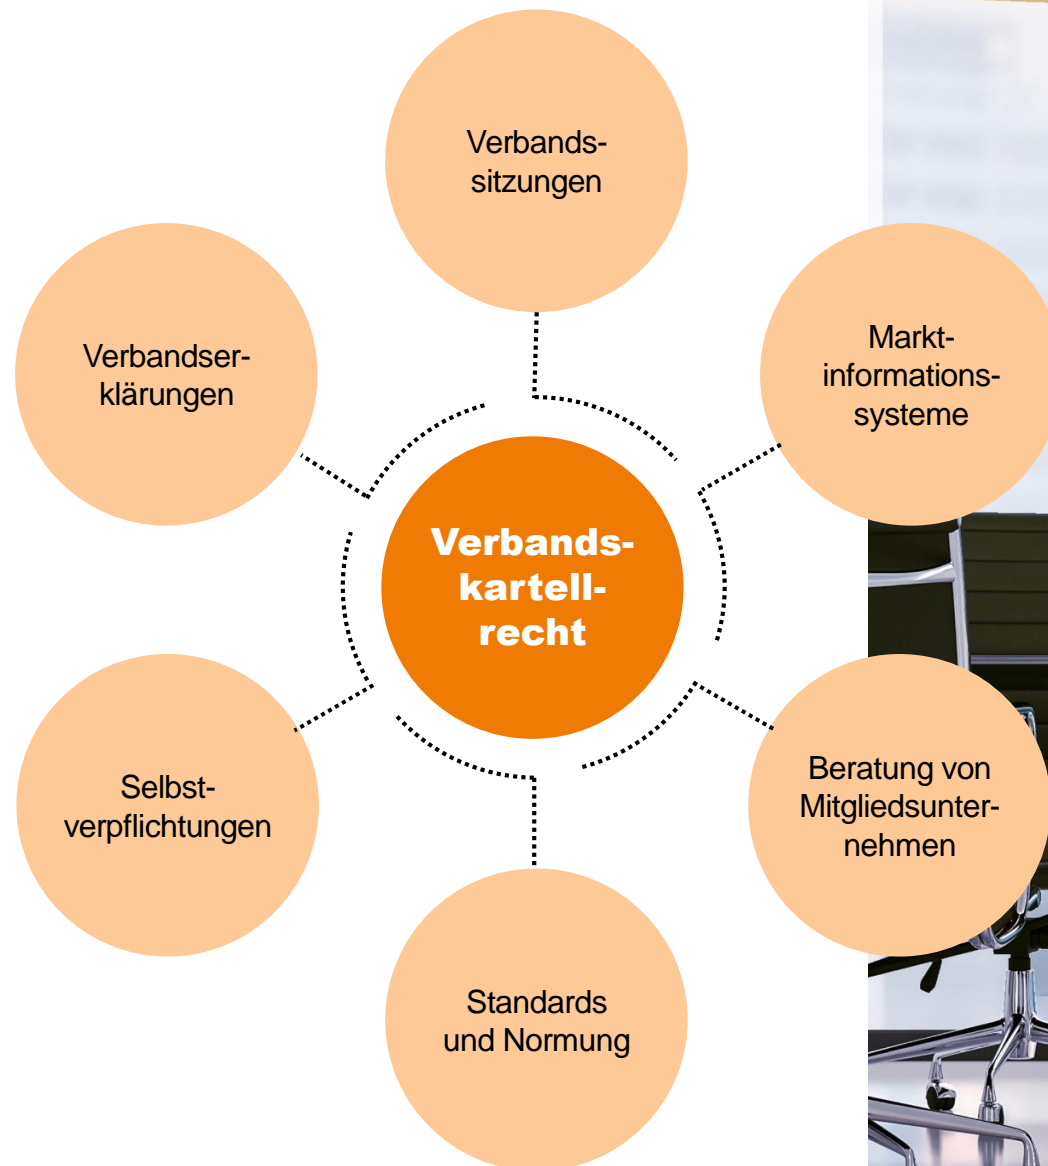 Verbands-
sitzungen
Markt-
informations-
systeme
Beratung von
Mitgliedsunter-
nehmen
Standards
und Normung
Selbst-
verpflichtungen
Verbandser-
klärungen
Verbands-
kartell-
recht